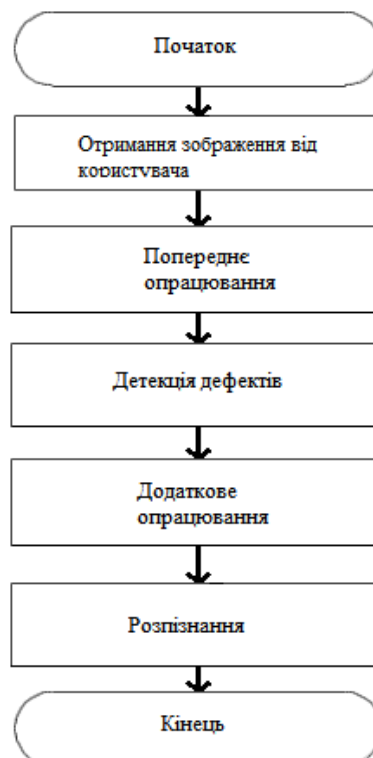 Початок
Отримання зображення від
користувача
Попереднє
опрацювання
Детекція дефектів
Додаткове
опрацювання
Розпізнання
Кінець